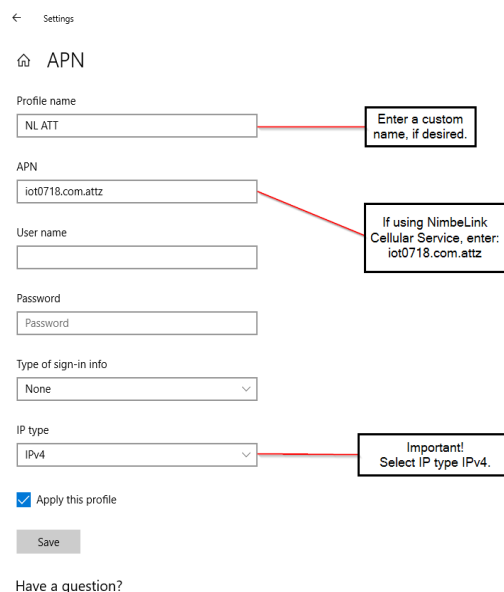 Settings
APN
Profile name
NL ATT
Enter a custom
name, if desired.
APN
iot0718.com.attz
If using NimbeLink
Cellular Service, enter:
iot0718.com.attz
User name
Password
Password
Type of sign-in info
None
IP type
IPv4
Important!
Select IP type IPv4.
Apply this profile
Save
Have a question?